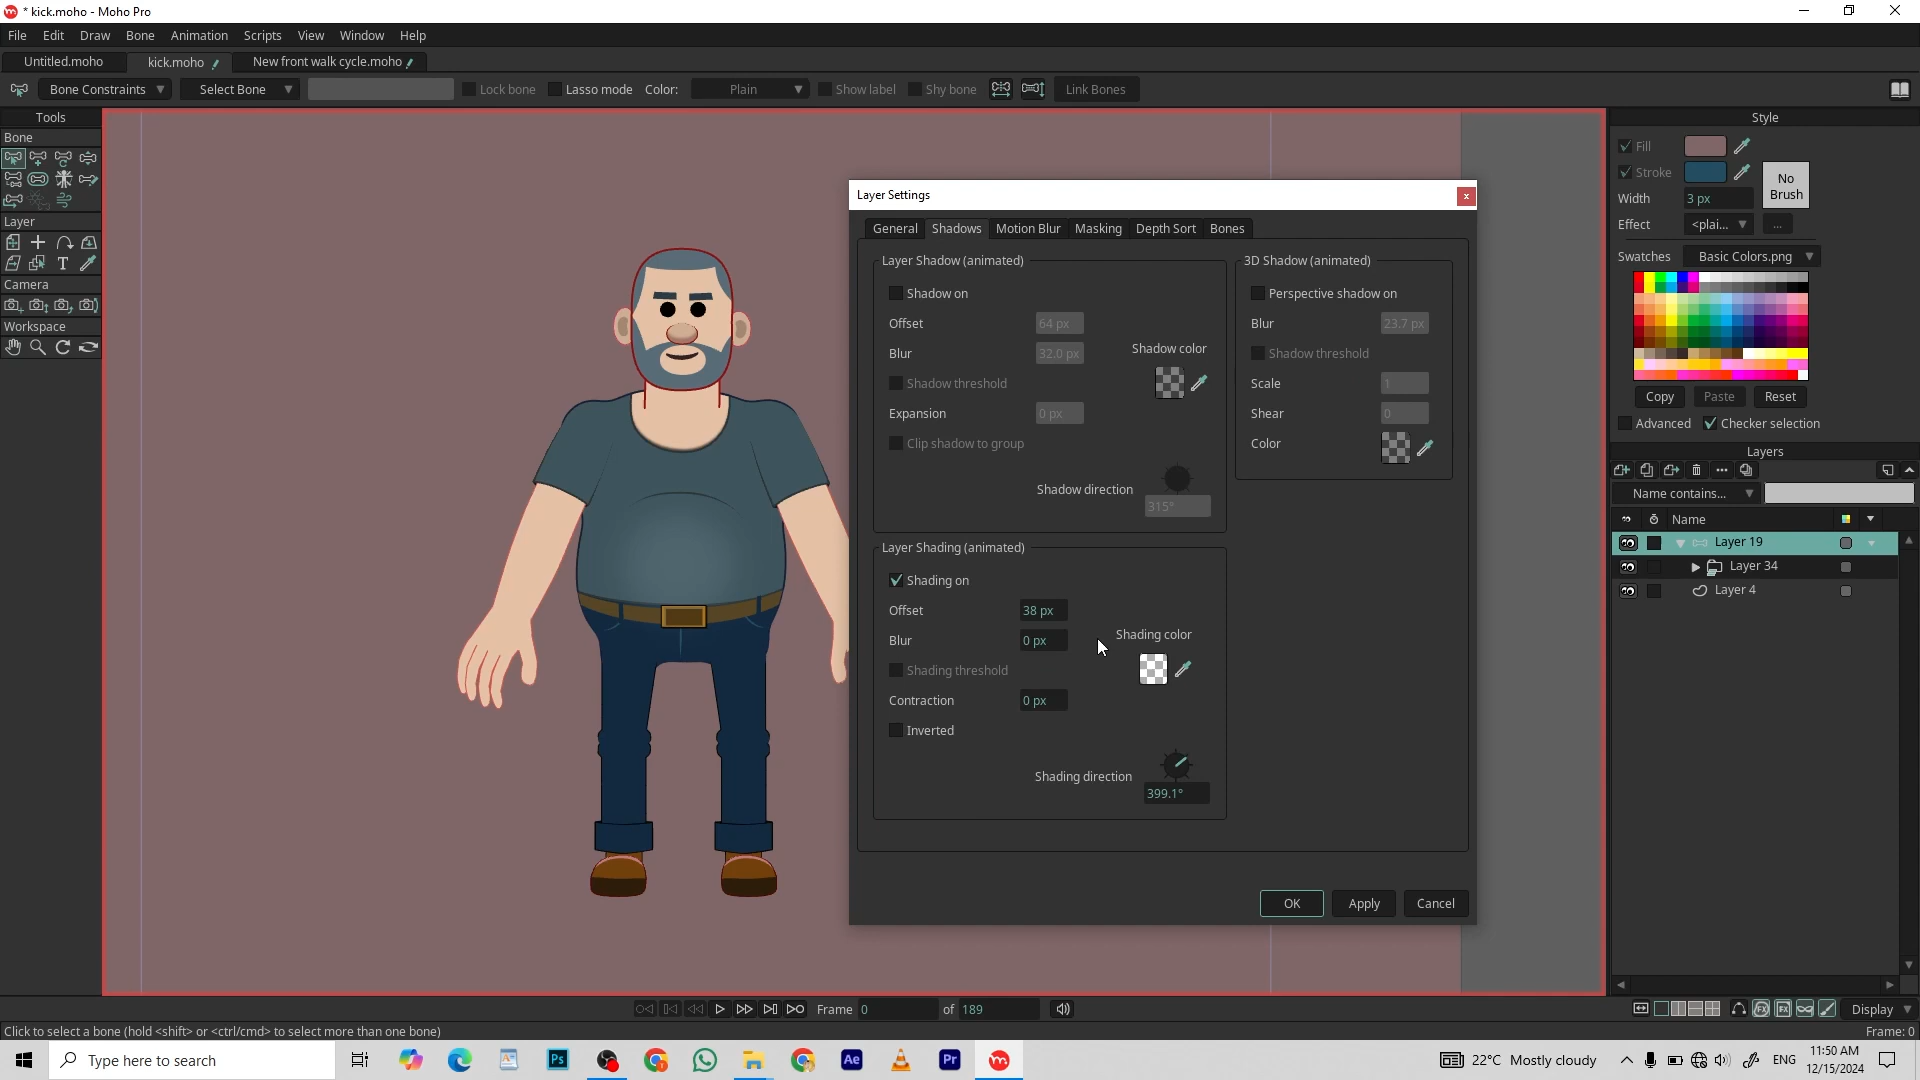 * kick.moho - Moho Pro
File Edit Draw Bone Animation Scripts View Window Help
Untitled.moho kick.moho New front walk cycle.moho
Bone Constraints Select Bone Lock bone Lasso mode Color: Plain Show label Shy bone Link Bones
Tools
Bone
Layer
Camera
Workspace
Layer Settings
General Shadows Motion Blur Masking Depth Sort Bones
Layer Shadow (animated)
Shadow on
Offset 64 px
Blur 32.0 px
Shadow color
Shadow threshold
Expansion 0 px
Clip shadow to group
Shadow direction
315°
3D Shadow (animated)
Perspective shadow on
Blur 23.7 px
Shadow threshold
Scale 1
Shear 0
Color
Layer Shading (animated)
Shading on
Offset 38 px
Blur 0 px
Shading color
Shading threshold
Contraction 0 px
Inverted
Shading direction
399.1°
OK Apply Cancel
Style
Fill
Stroke
No Brush
Width 3 px
Effect <plai... ...
Swatches Basic Colors.png
Copy Paste Reset
Advanced Checker selection
Layers
Name contains...
Name
Layer 19
Layer 34
Layer 4
Frame 0 of 189
Display
Click to select a bone (hold <shift> or <ctrl/cmd> to select more than one bone)
Frame: 0
Type here to search
22°C Mostly cloudy
ENG
11:50 AM
12/15/2024